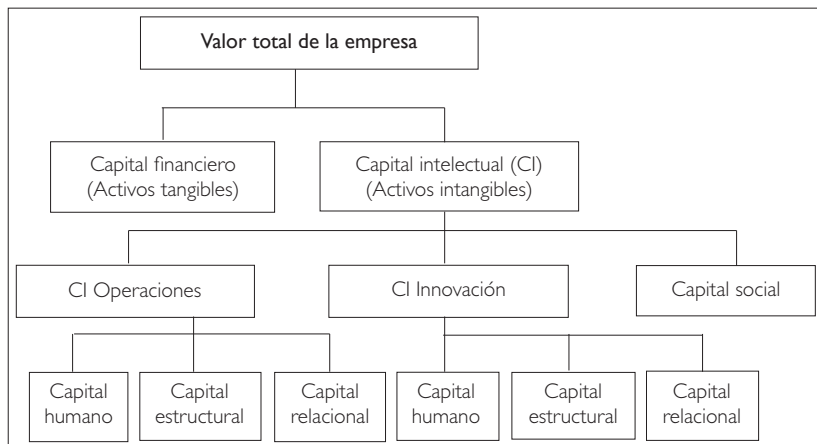 Valor total de la empresa
Capital financiero
(Activos tangibles)
Capital intelectual (CI)
(Activos intangibles)
CI Operaciones
CI Innovación
Capital social
Capital
humano
Capital
estructural
Capital
relacional
Capital
humano
Capital
estructural
Capital
relacional